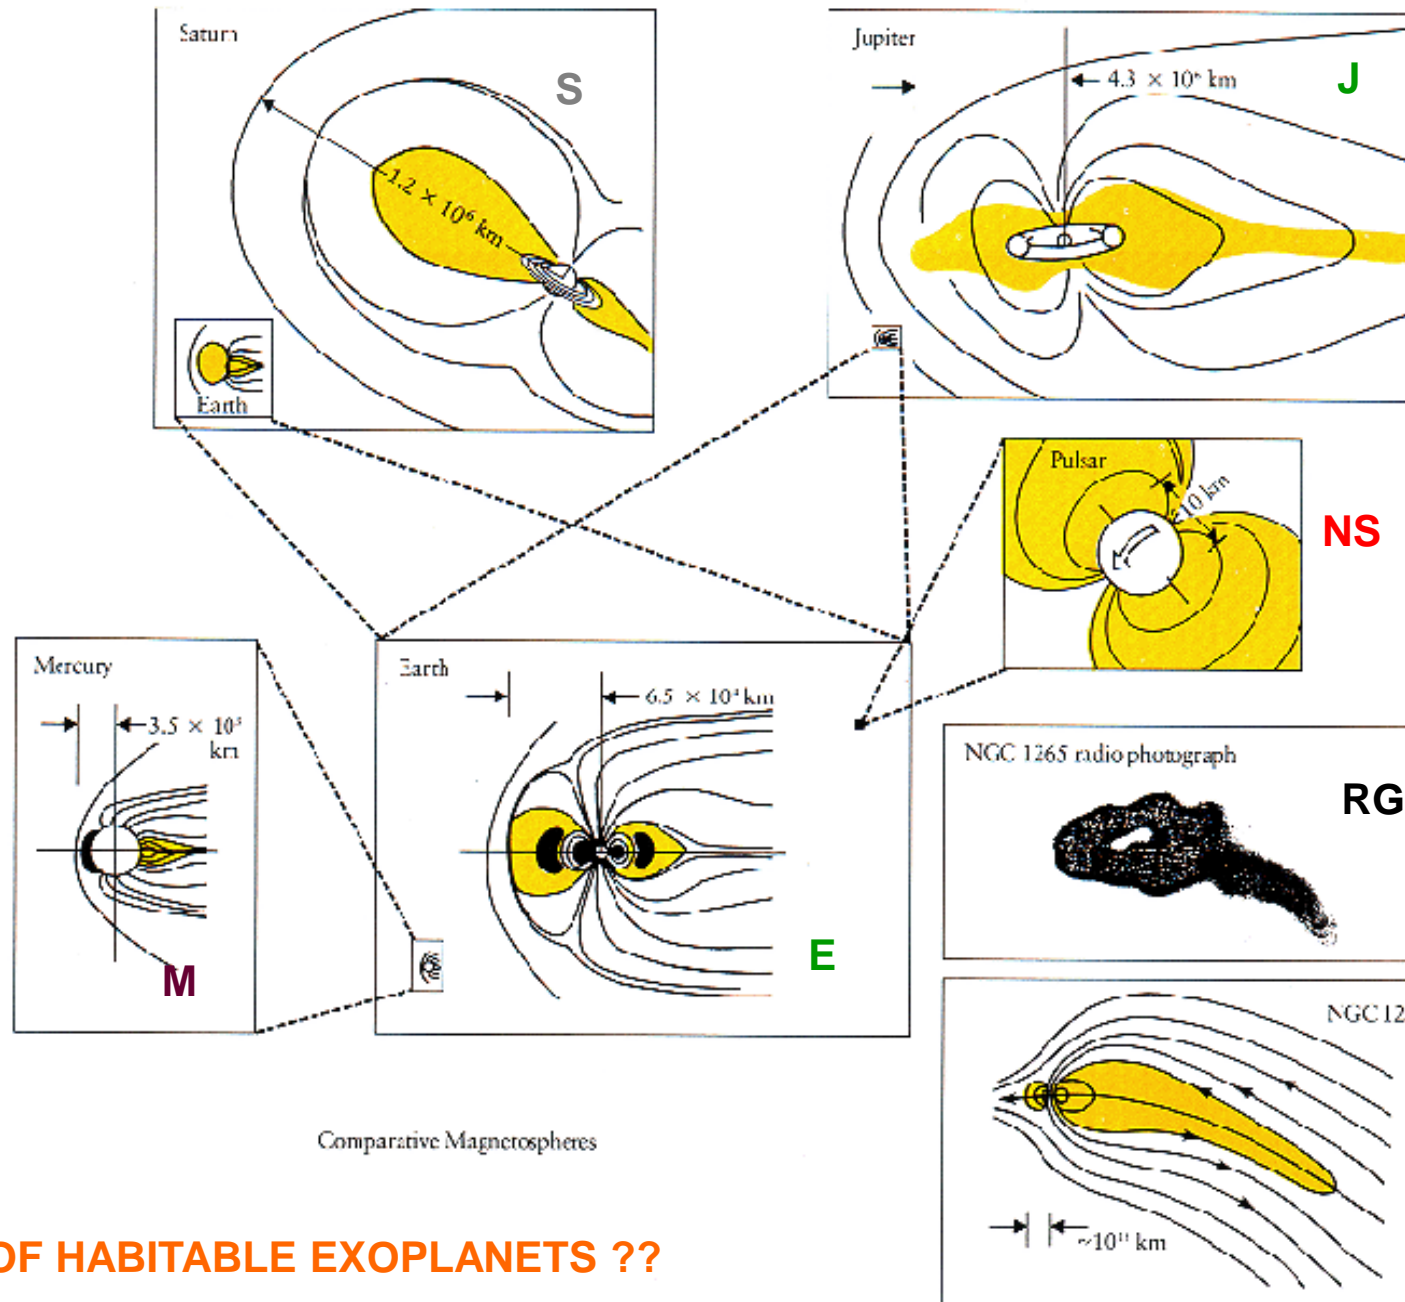 Saturn
S
1.2 × 10⁶ km
Earth
Jupiter
4.3 × 10⁶ km
J
Pulsar
10 km
NS
Mercury
3.5 × 10³
km
M
Earth
6.5 × 10⁴ km
E
NGC 1265 radio photograph
RG
NGC 12
~10¹¹ km
Comparative Magnetospheres
OF HABITABLE EXOPLANETS ??